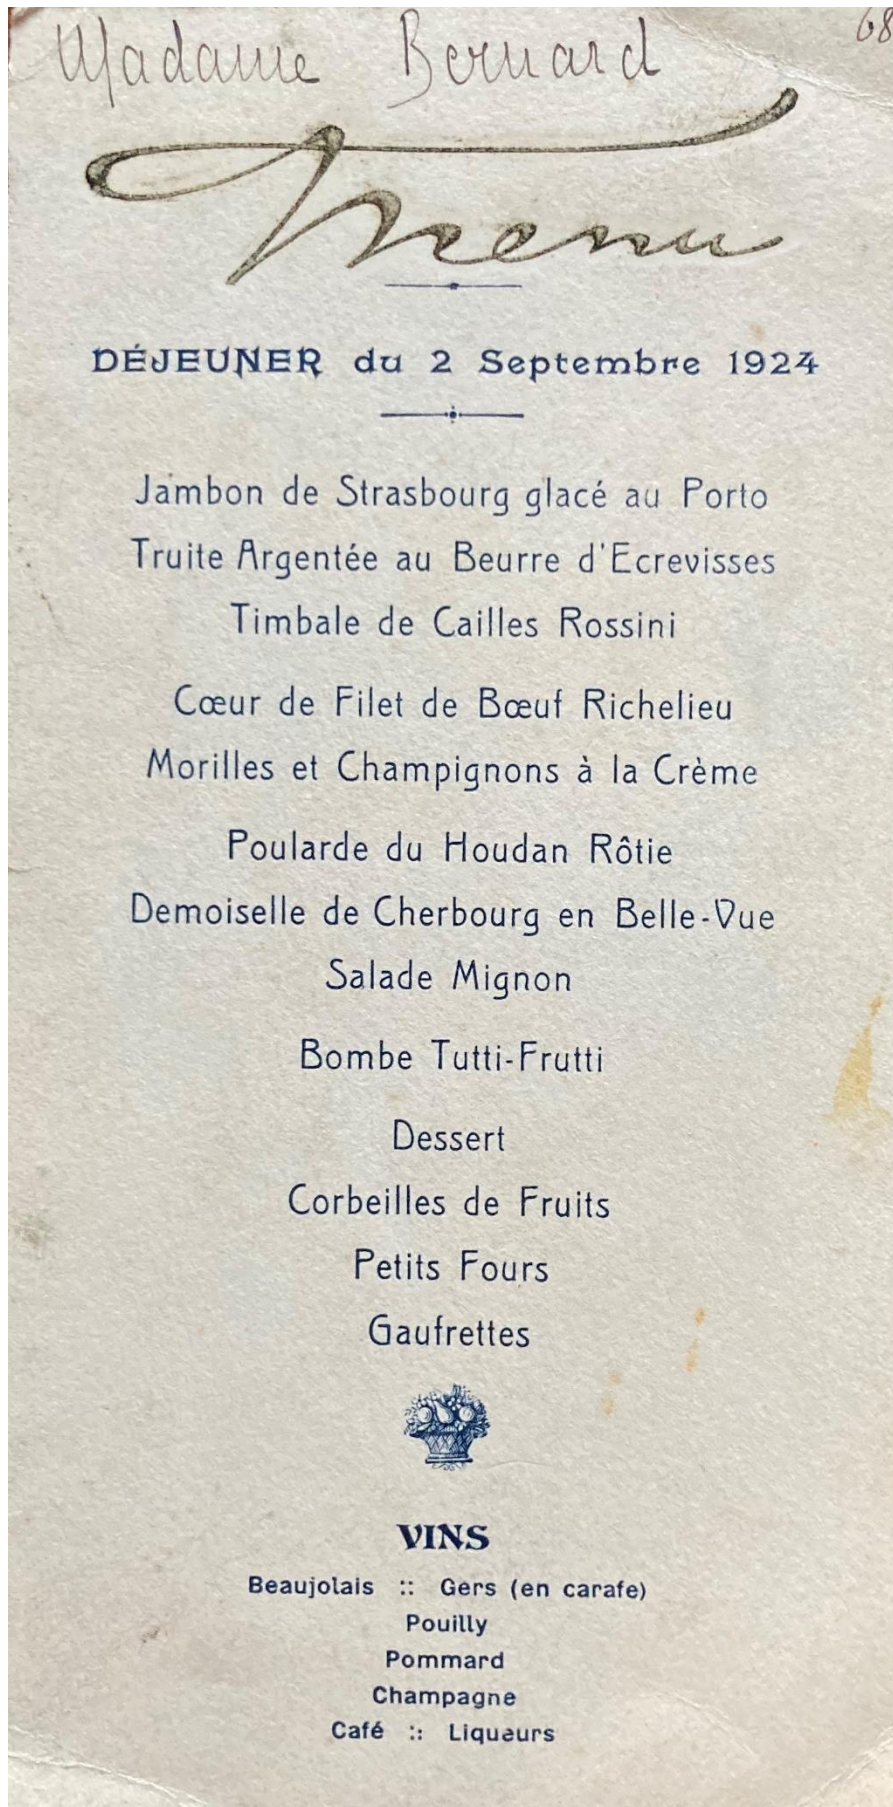 68
Madame Bernard
Menu
DÉJEUNER du 2 Septembre 1924
Jambon de Strasbourg glacé au Porto
Truite Argentée au Beurre d'Ecrevisses
Timbale de Cailles Rossini
Cœur de Filet de Bœuf Richelieu
Morilles et Champignons à la Crème
Poularde du Houdan Rôtie
Demoiselle de Cherbourg en Belle-Vue
Salade Mignon
Bombe Tutti-Frutti
Dessert
Corbeilles de Fruits
Petits Fours
Gaufrettes
VINS
Beaujolais :: Gers (en carafe)
Pouilly
Pommard
Champagne
Café :: Liqueurs